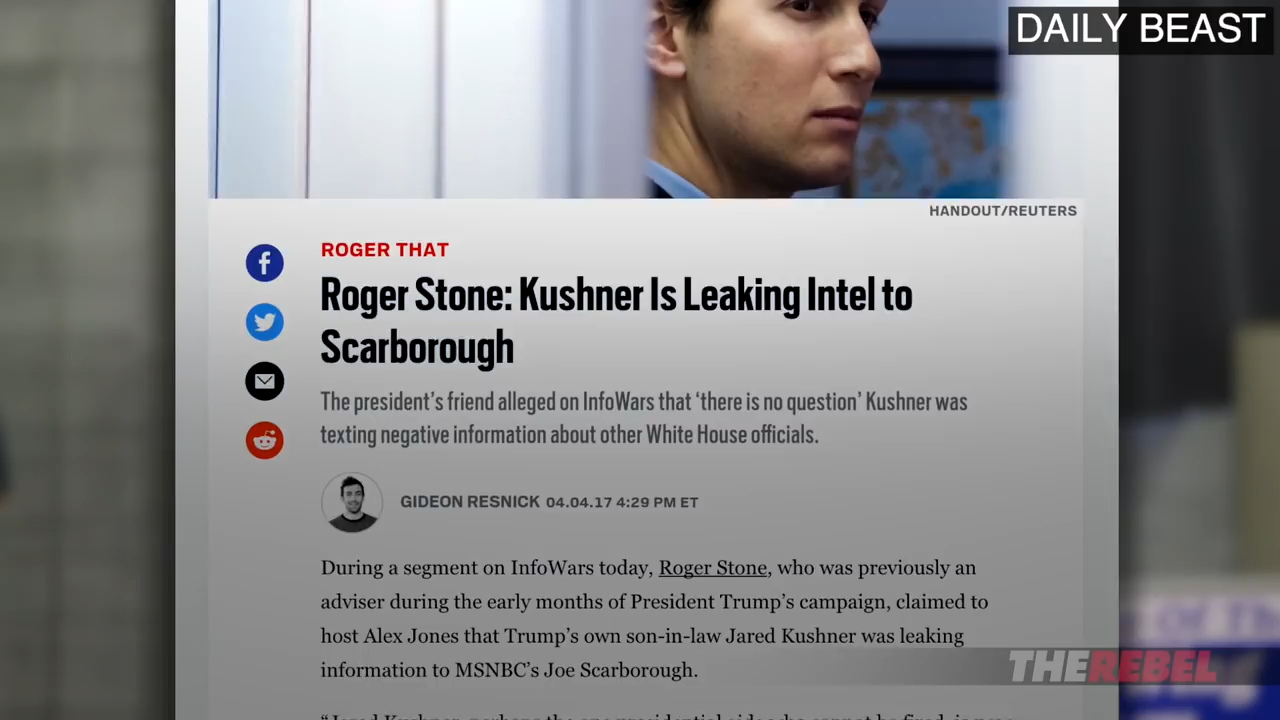 DAILY BEAST
HANDOUT/REUTERS
ROGER THAT
Roger Stone: Kushner Is Leaking Intel to
Scarborough
The president's friend alleged on InfoWars that 'there is no question' Kushner was
texting negative information about other White House officials.
GIDEON RESNICK 04.04.17 4:29 PM ET
During a segment on InfoWars today, Roger Stone, who was previously an
adviser during the early months of President Trump's campaign, claimed to
host Alex Jones that Trump's own son-in-law Jared Kushner was leaking
information to MSNBC's Joe Scarborough.
THE REBEL